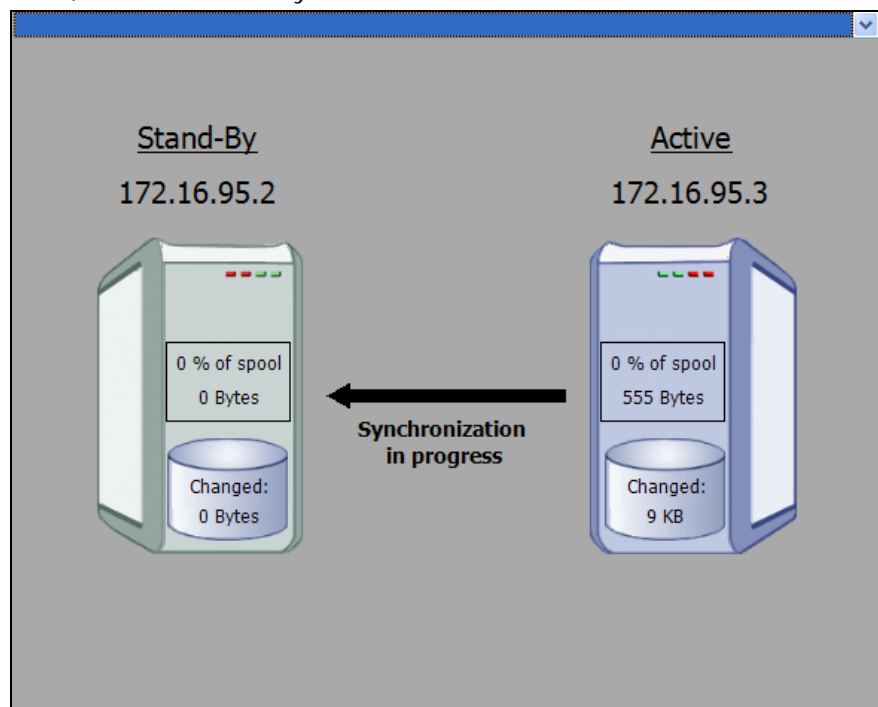 Stand-By
172.16.95.2
Active
172.16.95.3
0 % of spool
0 Bytes
Changed:
0 Bytes
Synchronization
in progress
0 % of spool
555 Bytes
Changed:
9 KB